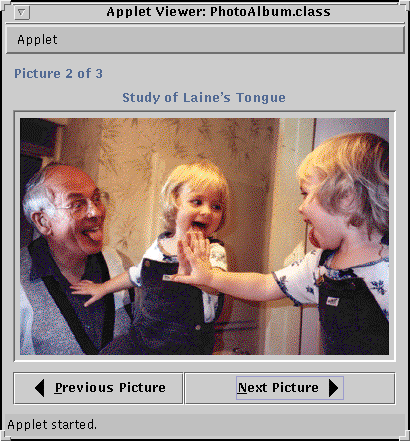 Applet Viewer: PhotoAlbum.class
Applet
Picture 2 of 3
Study of Laine's Tongue
Previous Picture
Next Picture
Applet started.